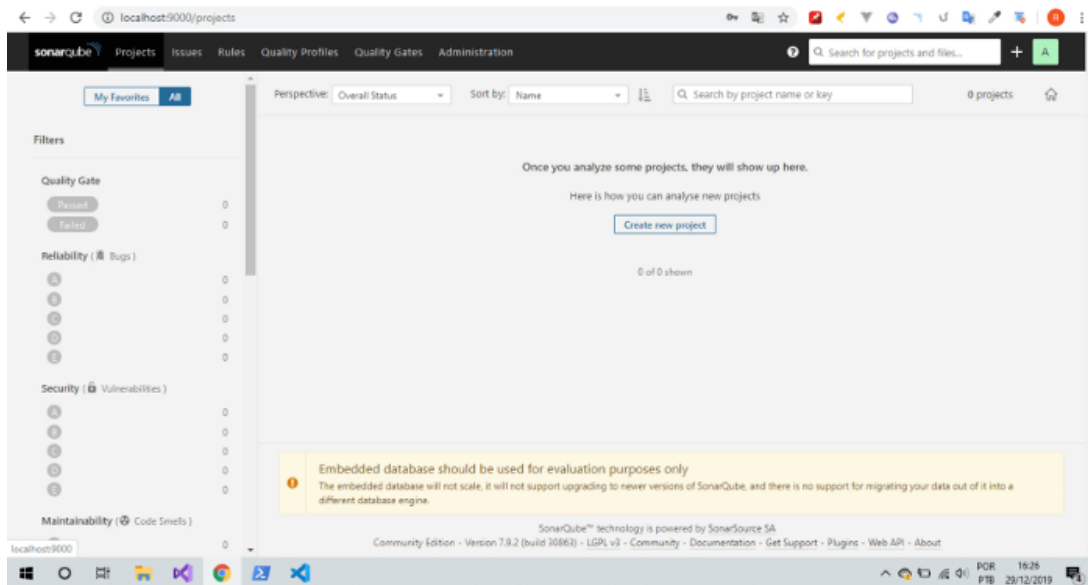 localhost:9000/projects
R
sonarqube Projects Issues Rules Quality Profiles Quality Gates Administration
? Search for projects and files... + A
My Favorites All
Perspective: Overall Status Sort by: Name Search by project name or key 0 projects
Filters
Once you analyze some projects, they will show up here.
Here is how you can analyse new projects
Create new project
0 of 0 shown
Quality Gate
Passed 0
Failed 0
Reliability ( Bugs )
A 0
B 0
C 0
D 0
E 0
Security ( Vulnerabilities )
A 0
B 0
C 0
D 0
E 0
Maintainability ( Code Smells )
0
Embedded database should be used for evaluation purposes only
The embedded database will not scale, it will not support upgrading to newer versions of SonarQube, and there is no support for migrating your data out of it into a
different database engine.
SonarQube™ technology is powered by SonarSource SA
Community Edition - Version 7.9.2 (build 30863) - LGPL v3 - Community - Documentation - Get Support - Plugins - Web API - About
localhost:9000
POR 16:26
PTB 29/12/2019